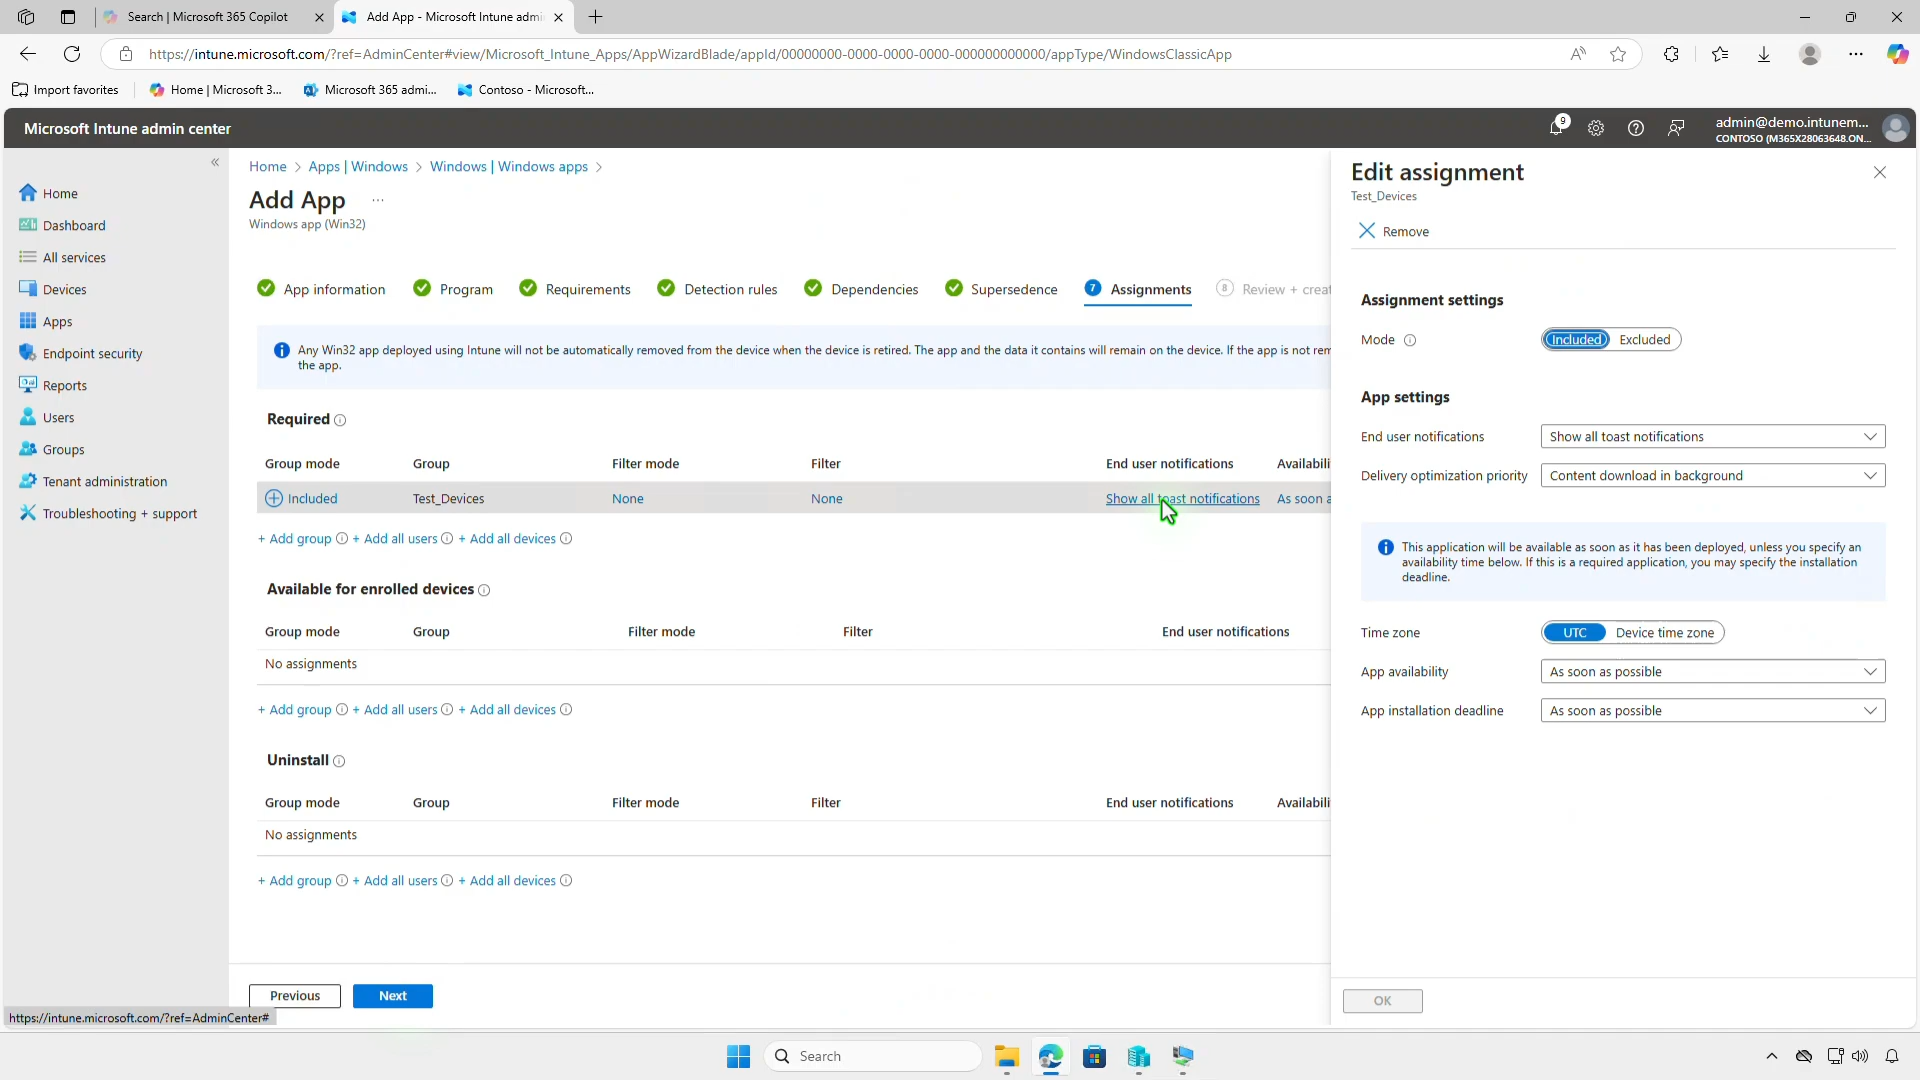 Search | Microsoft 365 Copilot
Add App - Microsoft Intune admi
https://intune.microsoft.com/?ref=AdminCenter#view/Microsoft_Intune_Apps/AppWizardBlade/appId/00000000-0000-0000-0000-000000000000/appType/WindowsClassicApp
Import favorites
Home | Microsoft 3...
Microsoft 365 admi...
Contoso - Microsoft...
Microsoft Intune admin center
9
admin@demo.intunem...
CONTOSO (M365X28063648.ON...
Home
Dashboard
All services
Devices
Apps
Endpoint security
Reports
Users
Groups
Tenant administration
Troubleshooting + support
Home > Apps | Windows > Windows | Windows apps >
Add App ...
Windows app (Win32)
App information
Program
Requirements
Detection rules
Dependencies
Supersedence
7 Assignments
8 Review + creat
Any Win32 app deployed using Intune will not be automatically removed from the device when the device is retired. The app and the data it contains will remain on the device. If the app is not rem
the app.
Required
Group mode Group Filter mode Filter End user notifications Availabili
Included Test_Devices None None Show all toast notifications As soon a
+ Add group + Add all users + Add all devices
Available for enrolled devices
Group mode Group Filter mode Filter End user notifications
No assignments
+ Add group + Add all users + Add all devices
Uninstall
Group mode Group Filter mode Filter End user notifications Availabili
No assignments
+ Add group + Add all users + Add all devices
Previous Next
https://intune.microsoft.com/?ref=AdminCenter#
Edit assignment
Test_Devices
Remove
Assignment settings
Mode Included Excluded
App settings
End user notifications Show all toast notifications
Delivery optimization priority Content download in background
This application will be available as soon as it has been deployed, unless you specify an
availability time below. If this is a required application, you may specify the installation
deadline.
Time zone UTC Device time zone
App availability As soon as possible
App installation deadline As soon as possible
OK
Search